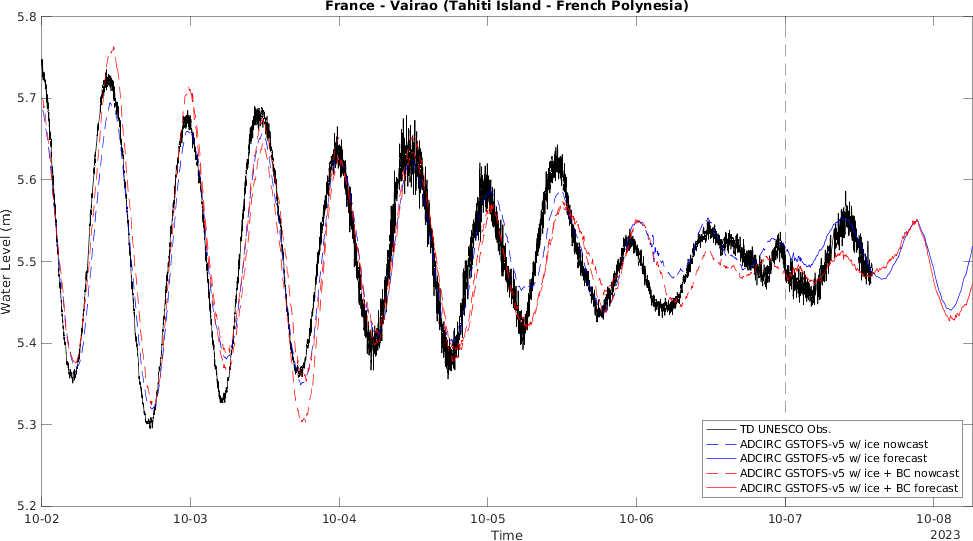 France - Vairao (Tahiti Island - French Polynesia)
5.8
5.7
5.6
5.5
5.4
5.3
5.2
Water Level (m)
TD UNESCO Obs.
ADCIRC GSTOFS-v5 w/ ice nowcast
ADCIRC GSTOFS-v5 w/ ice forecast
ADCIRC GSTOFS-v5 w/ ice + BC nowcast
ADCIRC GSTOFS-v5 w/ ice + BC forecast
10-02 10-03 10-04 10-05 10-06 10-07 10-08
Time
2023